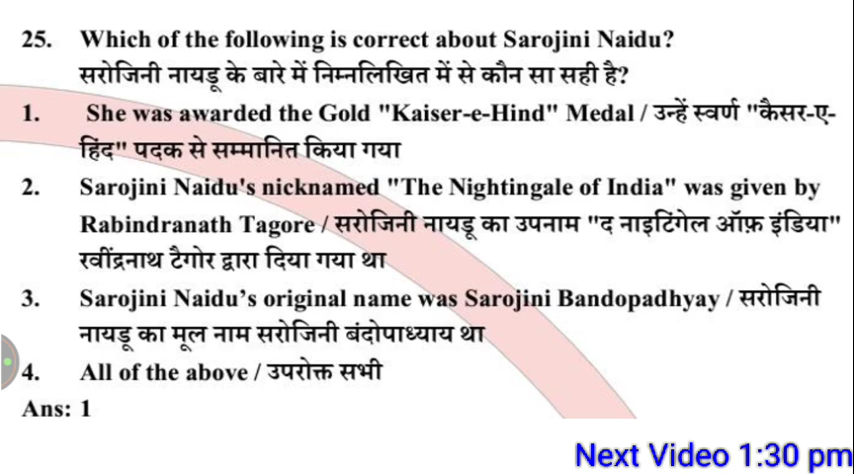 25. Which of the following is correct about Sarojini Naidu?
सरोजिनी नायडू के बारे में निम्नलिखित में से कौन सा सही है?
1. She was awarded the Gold "Kaiser-e-Hind" Medal / उन्हें स्वर्ण "कैसर-ए-
हिंद" पदक से सम्मानित किया गया
2. Sarojini Naidu's nicknamed "The Nightingale of India" was given by
Rabindranath Tagore / सरोजिनी नायडू का उपनाम "द नाइटिंगेल ऑफ़ इंडिया"
रवींद्रनाथ टैगोर द्वारा दिया गया था
3. Sarojini Naidu’s original name was Sarojini Bandopadhyay / सरोजिनी
नायडू का मूल नाम सरोजिनी बंदोपाध्याय था
4. All of the above / उपरोक्त सभी
Ans: 1
Next Video 1:30 pm